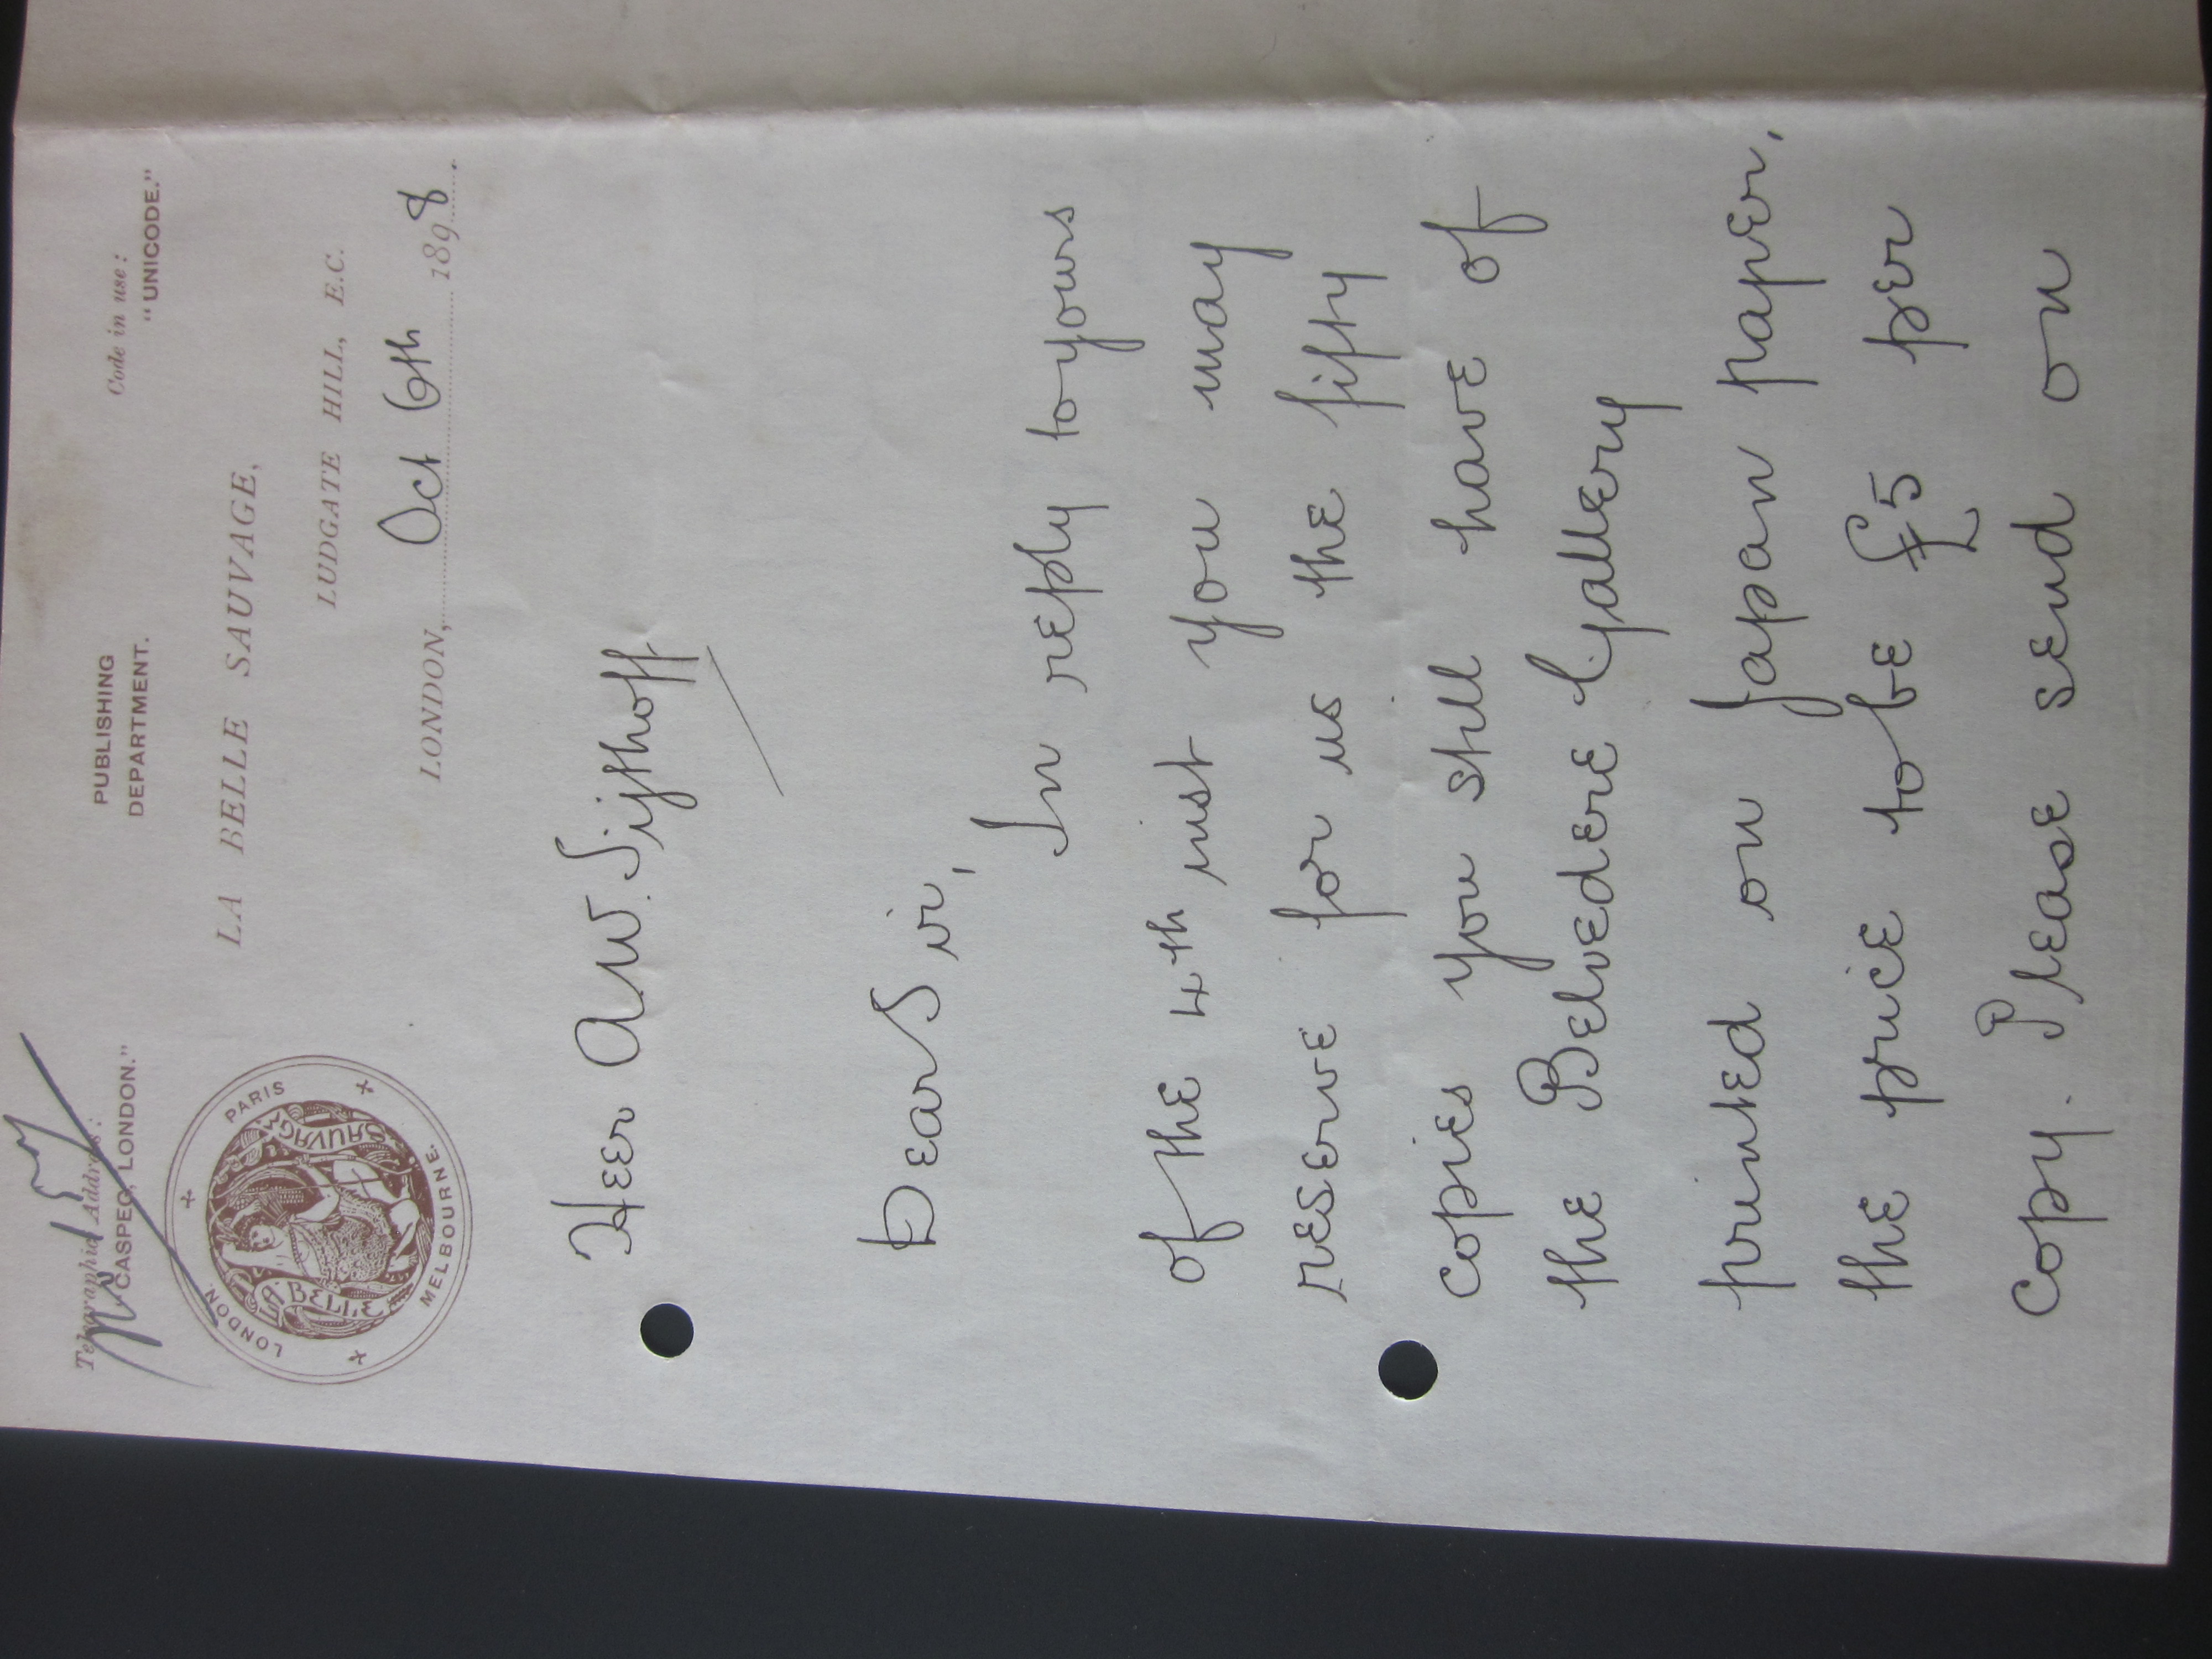 No 157
Telegraphic Address:
"CASPEG, LONDON."
PUBLISHING
DEPARTMENT.
Code in use:
"UNICODE."
LONDON.
PARIS
MELBOURNE.
LA BELLE SAUVAGE
LA BELLE SAUVAGE,
LUDGATE HILL, E.C.
LONDON, Oct 6th 1898.
Heer A.W. Sijthoff
Dear Sir,
In reply to yours
of the 4th inst you may
reserve for us the fifty
copies you still have of
the Belvedere Gallery
printed on Japan paper,
the price to be £5 per
copy. Please send on